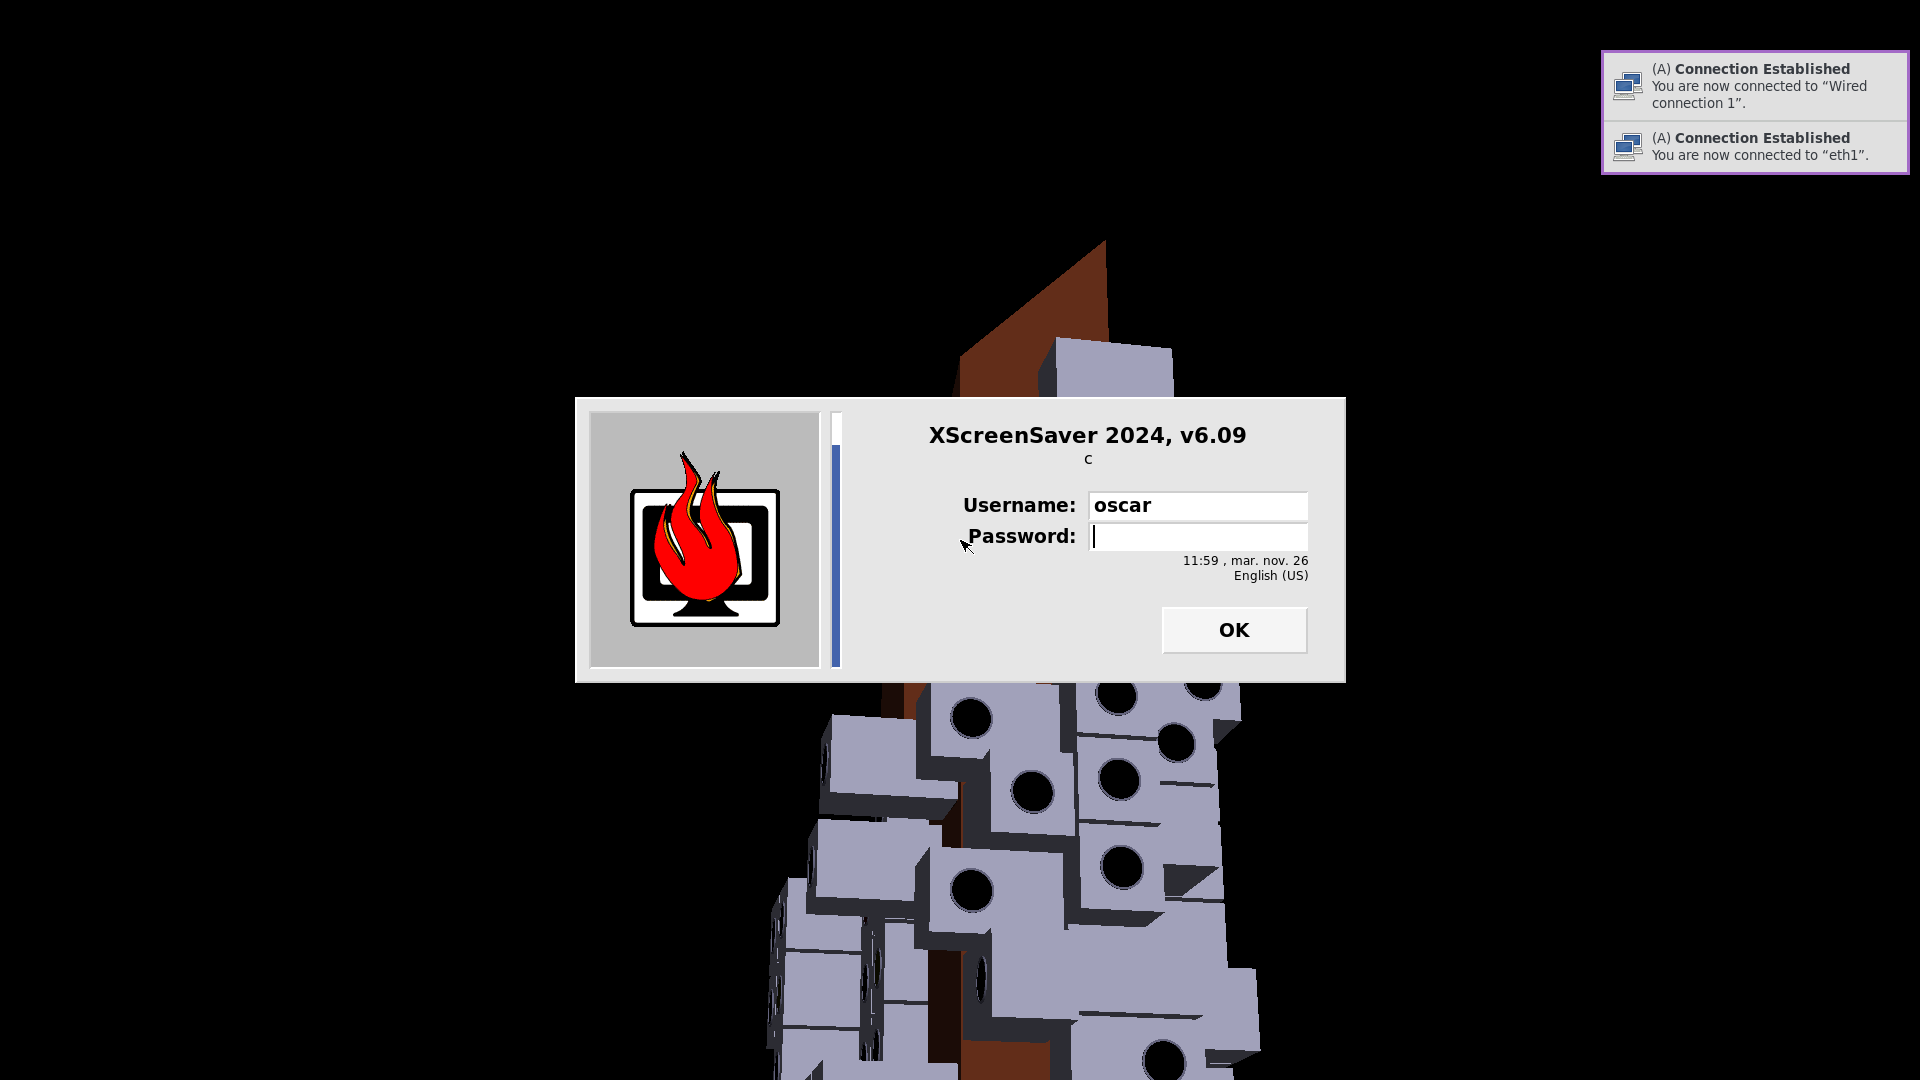 (A) Connection Established
You are now connected to “Wired
connection 1”.
(A) Connection Established
You are now connected to “eth1”.
XScreenSaver 2024, v6.09
c
Username: oscar
Password:
11:59 , mar. nov. 26
English (US)
OK